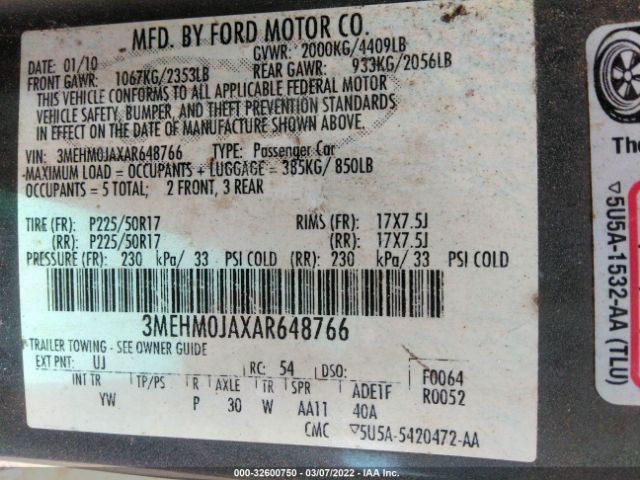 MFD. BY FORD MOTOR CO.
DATE: 01/10 GVWR: 2000KG/4409LB
FRONT GAWR: 1067KG/2353LB REAR GAWR: 933KG/2056LB
THIS VEHICLE CONFORMS TO ALL APPLICABLE FEDERAL MOTOR
VEHICLE SAFETY, BUMPER, AND THEFT PREVENTION STANDARDS
IN EFFECT ON THE DATE OF MANUFACTURE SHOWN ABOVE.
VIN: 3MEHM0JAXAR648766 TYPE: Passenger Car
MAXIMUM LOAD = OCCUPANTS + LUGGAGE = 385KG/ 850LB
OCCUPANTS = 5 TOTAL; 2 FRONT, 3 REAR
TIRE (FR): P225/50R17 RIMS (FR): 17X7.5J
(RR): P225/50R17 (RR): 17X7.5J
PRESSURE (FR): 230 kPa/ 33 PSI COLD (RR): 230 kPa/ 33 PSI COLD
3MEHM0JAXAR648766
TRAILER TOWING - SEE OWNER GUIDE
EXT PNT: UJ RC: 54 DSO: F0064
INT TR TP/PS R AXLE TR SPR ADE1F R0052
YW P 30 W AA11 40A
CMC ▽5U5A-5420472-AA
The
▽5U5A-1532-AA (TLU)
000-32600750 - 03/07/2022 - IAA Inc.